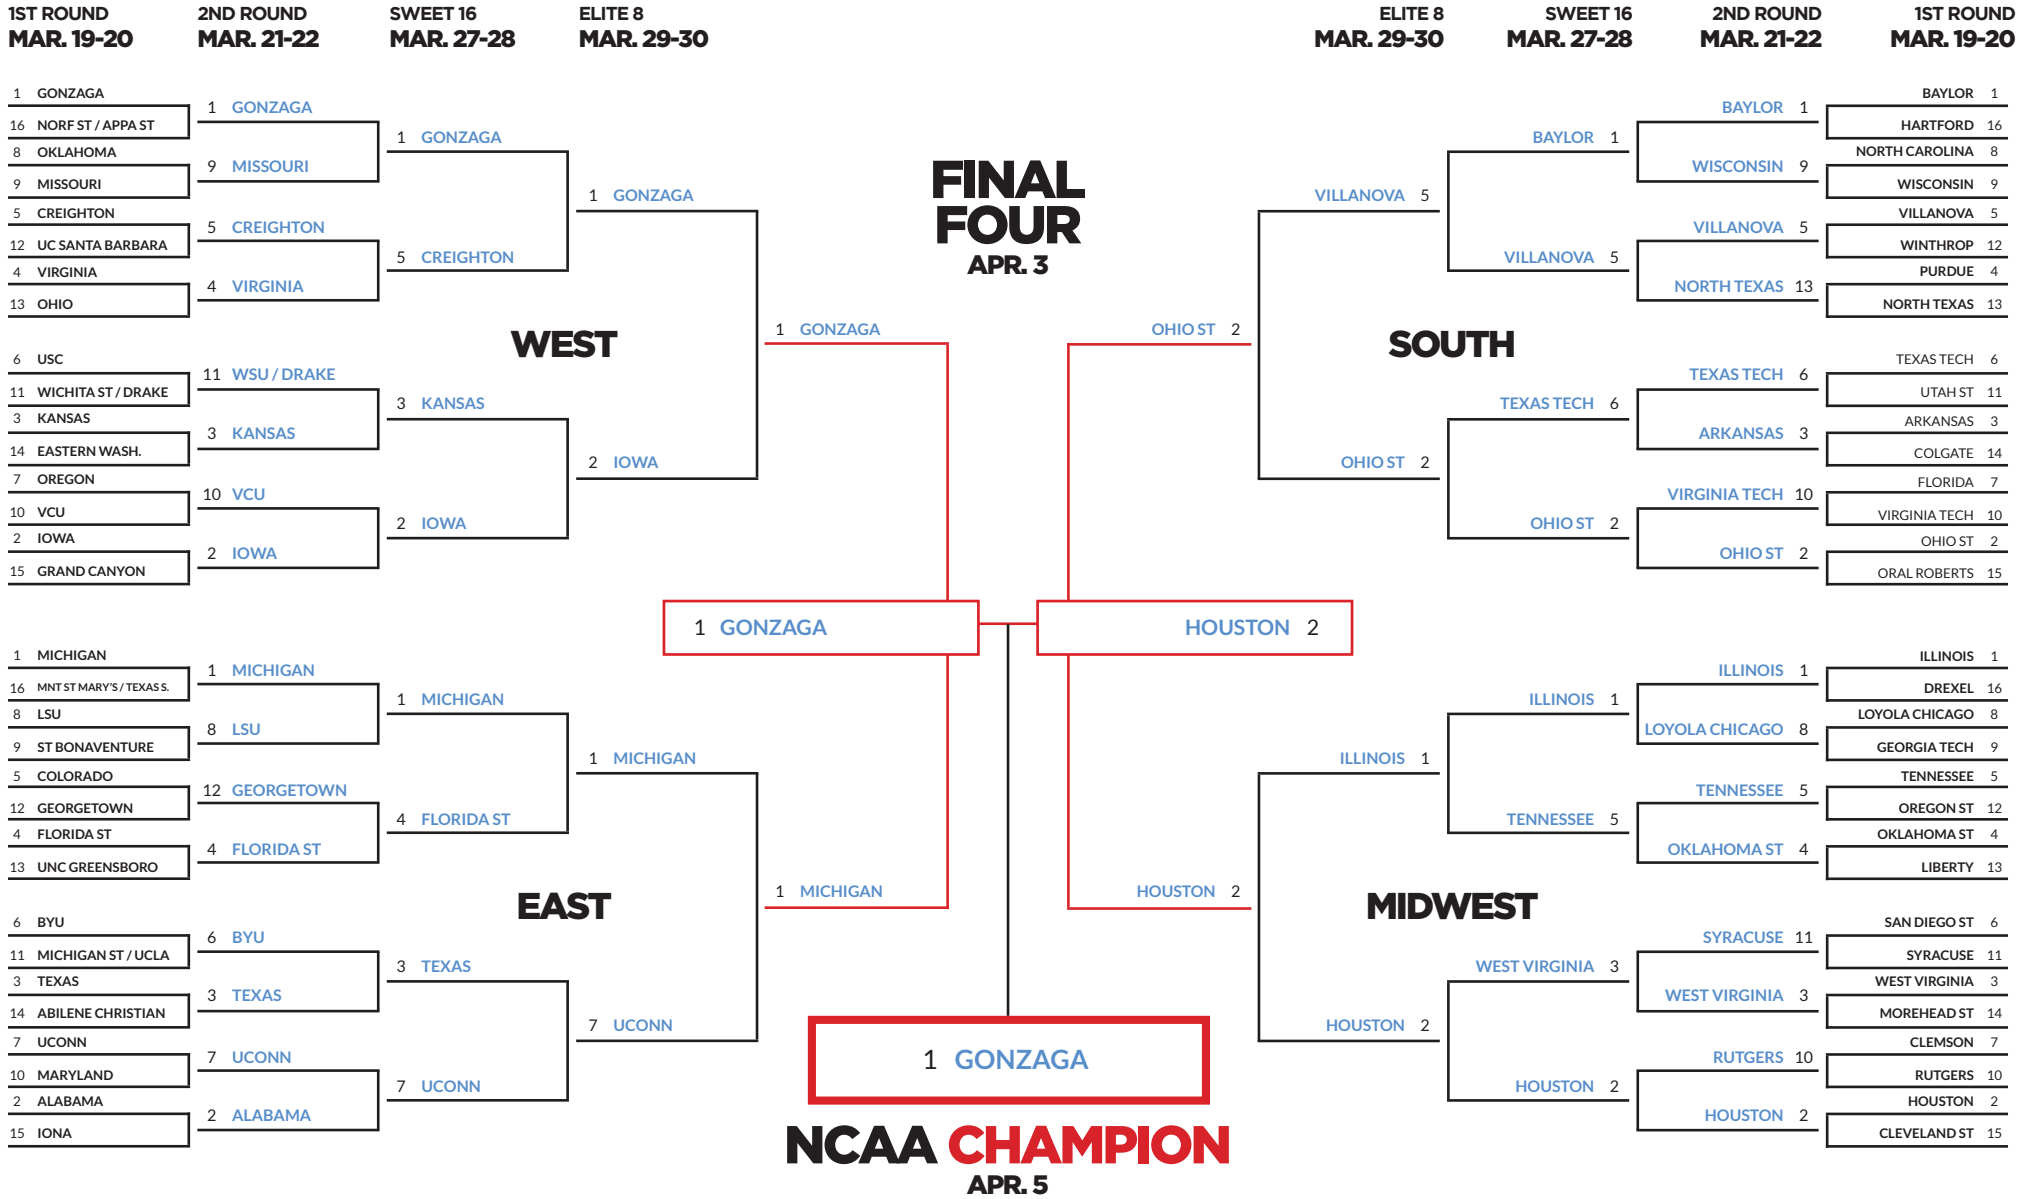 1ST ROUND
MAR. 19-20
2ND ROUND
MAR. 21-22
SWEET 16
MAR. 27-28
ELITE 8
MAR. 29-30
ELITE 8
MAR. 29-30
SWEET 16
MAR. 27-28
2ND ROUND
MAR. 21-22
1ST ROUND
MAR. 19-20
1 GONZAGA
16 NORF ST / APPA ST
8 OKLAHOMA
9 MISSOURI
5 CREIGHTON
12 UC SANTA BARBARA
4 VIRGINIA
13 OHIO
6 USC
11 WICHITA ST / DRAKE
3 KANSAS
14 EASTERN WASH.
7 OREGON
10 VCU
2 IOWA
15 GRAND CANYON
1 GONZAGA
9 MISSOURI
5 CREIGHTON
4 VIRGINIA
11 WSU / DRAKE
3 KANSAS
10 VCU
2 IOWA
1 GONZAGA
5 CREIGHTON
3 KANSAS
2 IOWA
1 GONZAGA
2 IOWA
WEST
1 GONZAGA
1 MICHIGAN
16 MNT ST MARY'S / TEXAS S.
8 LSU
9 ST BONAVENTURE
5 COLORADO
12 GEORGETOWN
4 FLORIDA ST
13 UNC GREENSBORO
6 BYU
11 MICHIGAN ST / UCLA
3 TEXAS
14 ABILENE CHRISTIAN
7 UCONN
10 MARYLAND
2 ALABAMA
15 IONA
1 MICHIGAN
8 LSU
12 GEORGETOWN
4 FLORIDA ST
6 BYU
3 TEXAS
7 UCONN
2 ALABAMA
1 MICHIGAN
4 FLORIDA ST
3 TEXAS
7 UCONN
1 MICHIGAN
7 UCONN
EAST
1 MICHIGAN
FINAL
FOUR
APR. 3
1 GONZAGA
HOUSTON 2
1 GONZAGA
NCAA CHAMPION
APR. 5
OHIO ST 2
SOUTH
VILLANOVA 5
OHIO ST 2
BAYLOR 1
VILLANOVA 5
TEXAS TECH 6
OHIO ST 2
BAYLOR 1
WISCONSIN 9
VILLANOVA 5
NORTH TEXAS 13
TEXAS TECH 6
ARKANSAS 3
VIRGINIA TECH 10
OHIO ST 2
BAYLOR 1
HARTFORD 16
NORTH CAROLINA 8
WISCONSIN 9
VILLANOVA 5
WINTHROP 12
PURDUE 4
NORTH TEXAS 13
TEXAS TECH 6
UTAH ST 11
ARKANSAS 3
COLGATE 14
FLORIDA 7
VIRGINIA TECH 10
OHIO ST 2
ORAL ROBERTS 15
HOUSTON 2
MIDWEST
ILLINOIS 1
HOUSTON 2
ILLINOIS 1
TENNESSEE 5
WEST VIRGINIA 3
HOUSTON 2
ILLINOIS 1
LOYOLA CHICAGO 8
TENNESSEE 5
OKLAHOMA ST 4
SYRACUSE 11
WEST VIRGINIA 3
RUTGERS 10
HOUSTON 2
ILLINOIS 1
DREXEL 16
LOYOLA CHICAGO 8
GEORGIA TECH 9
TENNESSEE 5
OREGON ST 12
OKLAHOMA ST 4
LIBERTY 13
SAN DIEGO ST 6
SYRACUSE 11
WEST VIRGINIA 3
MOREHEAD ST 14
CLEMSON 7
RUTGERS 10
HOUSTON 2
CLEVELAND ST 15